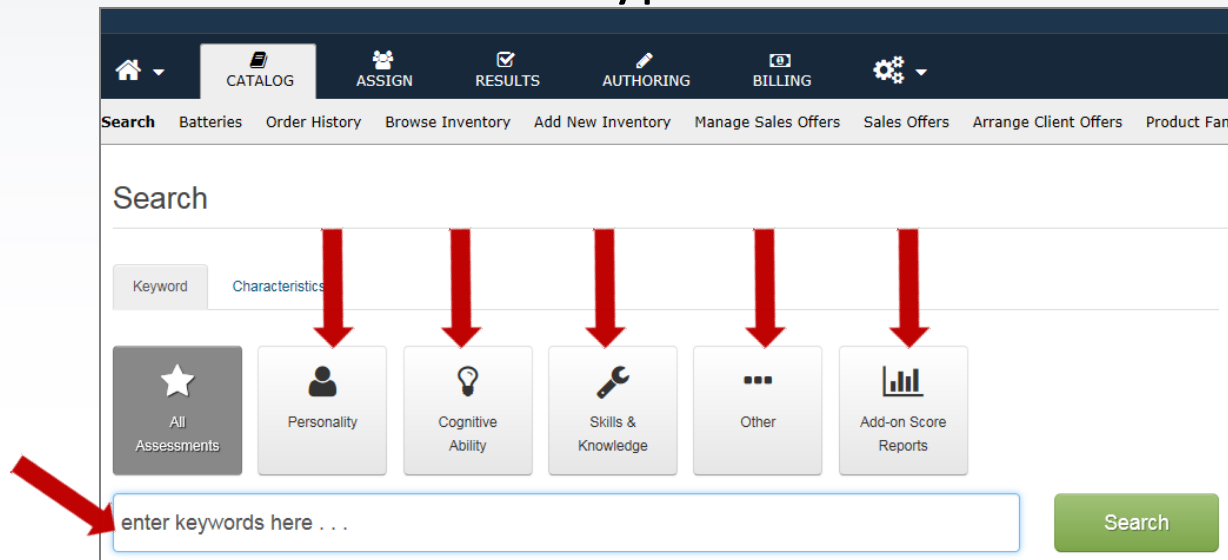 CATALOG ASSIGN RESULTS AUTHORING BILLING
Search Batteries Order History Browse Inventory Add New Inventory Manage Sales Offers Sales Offers Arrange Client Offers Product Fam
Search
Keyword Characteristics
All Assessments
Personality
Cognitive Ability
Skills & Knowledge
Other
Add-on Score Reports
enter keywords here . . .
Search